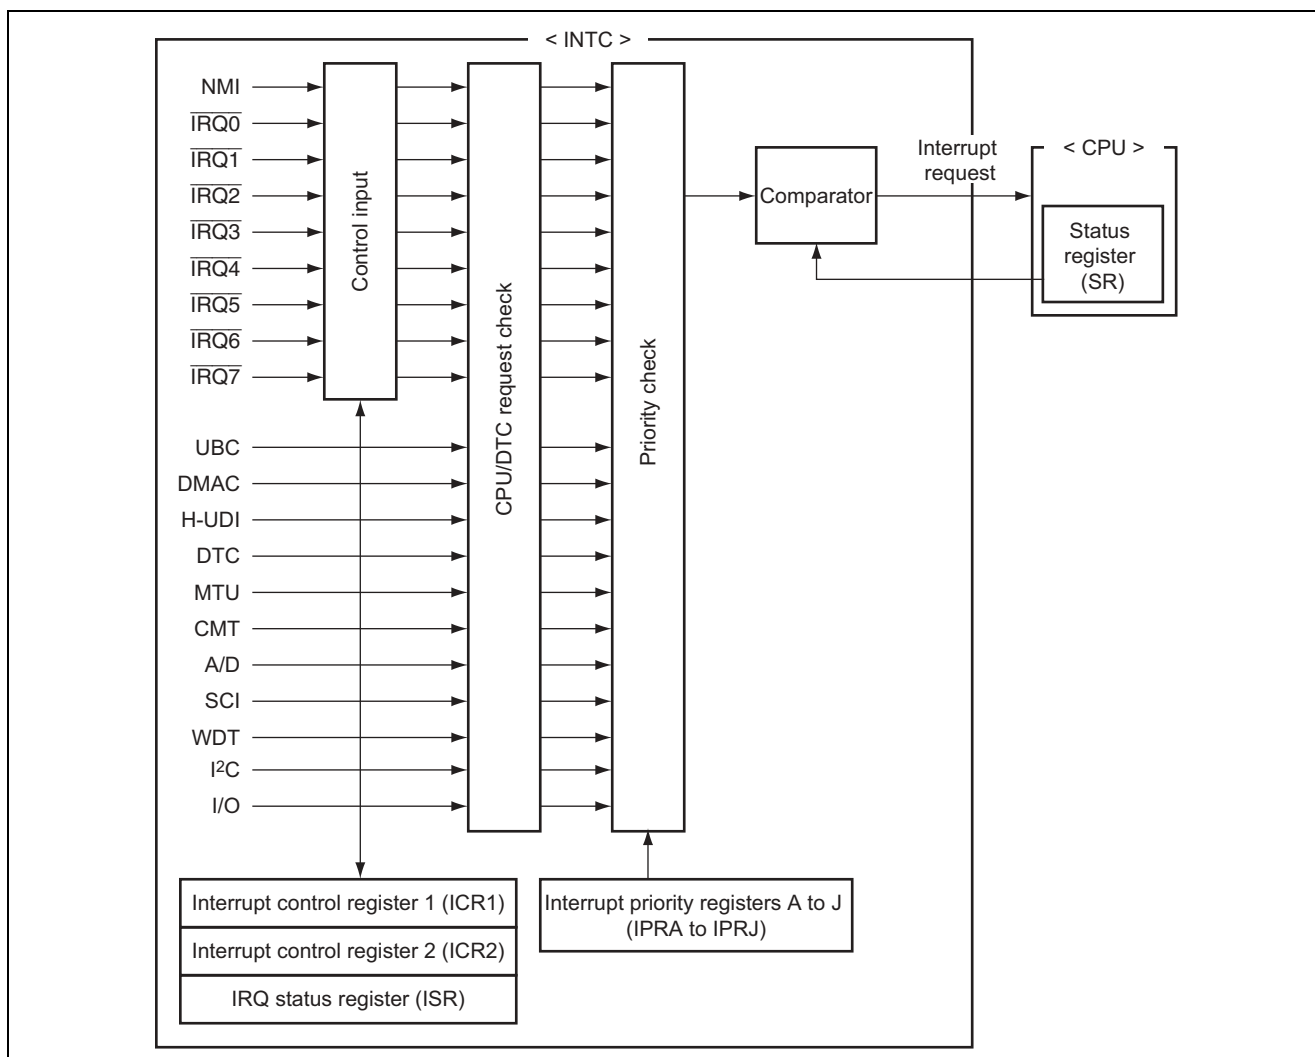 < INTC >
NMI
IRQ0
IRQ1
IRQ2
IRQ3
IRQ4
IRQ5
IRQ6
IRQ7
UBC
DMAC
H-UDI
DTC
MTU
CMT
A/D
SCI
WDT
I²C
I/O
Control input
CPU/DTC request check
Priority check
Comparator
Interrupt
request
< CPU >
Status
register
(SR)
Interrupt control register 1 (ICR1)
Interrupt control register 2 (ICR2)
IRQ status register (ISR)
Interrupt priority registers A to J
(IPRA to IPRJ)